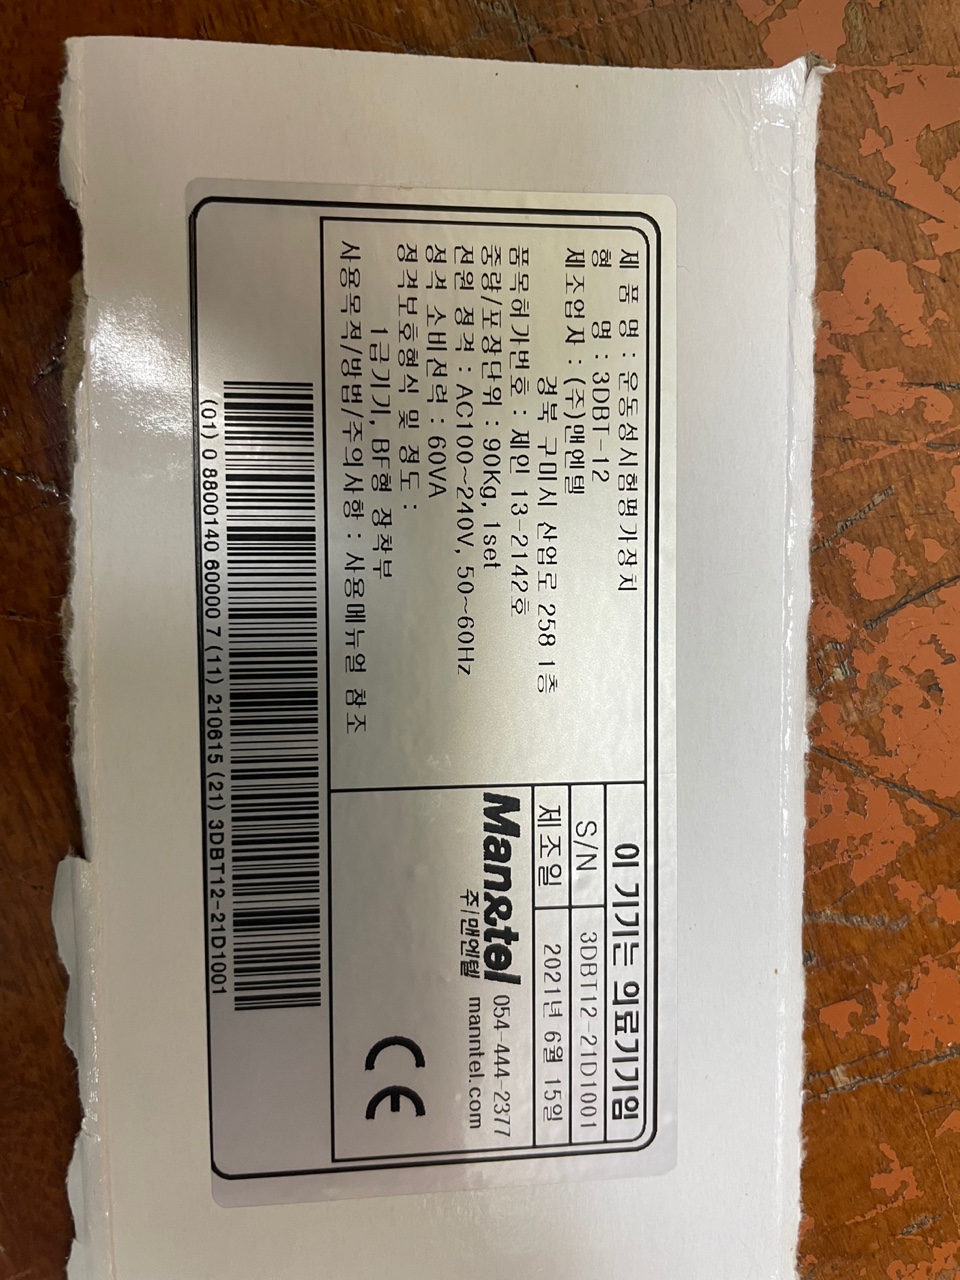 제 품 명 : 운동성시험평가장치
형 명 : 3DBT-12
제조업자 : (주)맨엔텔
경북 구미시 산업로 258 1층
품목허가번호 : 제인 13-2142호
중량/포장단위 : 90Kg, 1set
전원 정격 : AC100~240V, 50~60Hz
정격 소비전력 : 60VA
정격보호형식 및 정도 :
1급기기, BF형 장착부
사용목적/방법/주의사항 : 사용메뉴얼 참조
이 기기는 의료기기임
S/N 3DBT12-21D1001
제조일 2021년 6월 15일
Man&tel 054-444-2377
주)맨엔텔 manntel.com
CE
(01) 0 8800140 60000 7 (11) 210615 (21) 3DBT12-21D1001